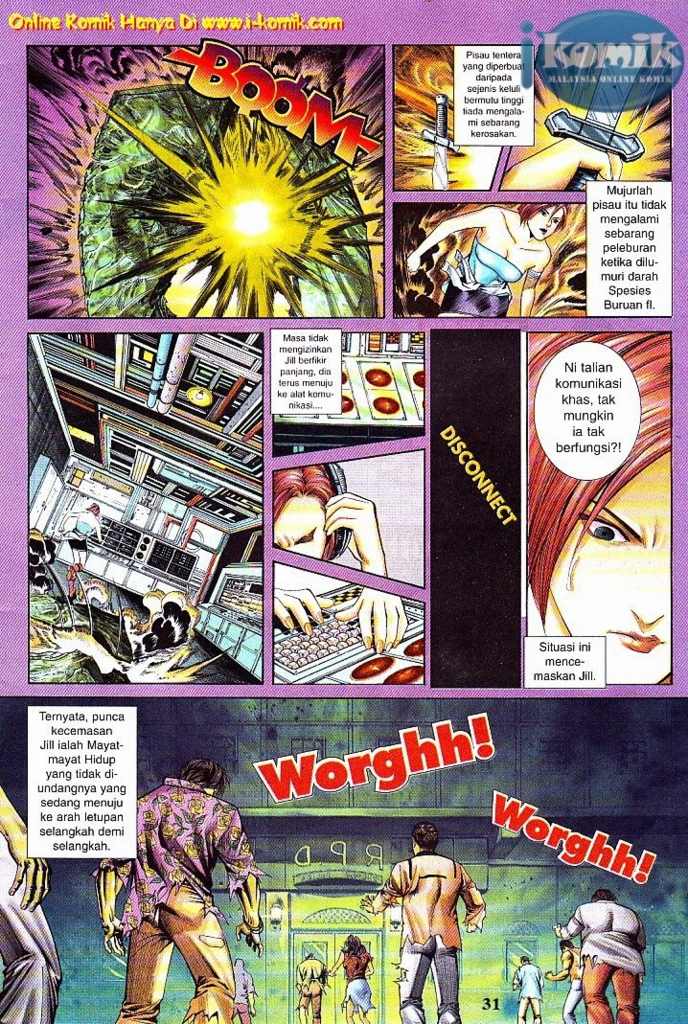 Online Komik Hanya Di www.i-komik.com
ikomik
MALAYSIA ONLINE KOMIK
BOOM
Pisau tentera
yang diperbuat
daripada
sejenis keluli
bermutu tinggi
tiada mengala-
mi sebarang
kerosakan.
Mujurlah
pisau itu tidak
mengalami
sebarang
peleburan
ketika dilu-
muri darah
Spesies
Buruan fl.
Masa tidak
mengizinkan
Jill berfikir
panjang, dia
terus menuju
ke alat komu-
nikasi....
DISCONNECT
Ni talian
komunikasi
khas, tak
mungkin
ia tak
berfungsi?!
Situasi ini
mence-
maskan Jill.
Ternyata, punca
kecemasan
Jill ialah Mayat-
mayat Hidup
yang tidak di-
undangnya yang
sedang menuju
ke arah letupan
selangkah demi
selangkah.
Worghh!
Worghh!
R P D
31